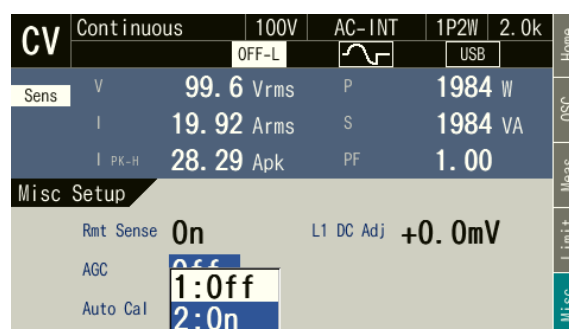 CV Continuous 100V AC-INT 1P2W 2.0k
OFF-L USB
Sens V 99.6 Vrms P 1984 W
I 19.92 Arms S 1984 VA
I PK-H 28.29 Apk PF 1.00
Misc Setup
Rmt Sense On L1 DC Adj +0.0mV
AGC Off
1:Off
Auto Cal 2:On
Home
OSC
Meas
Limit
Misc